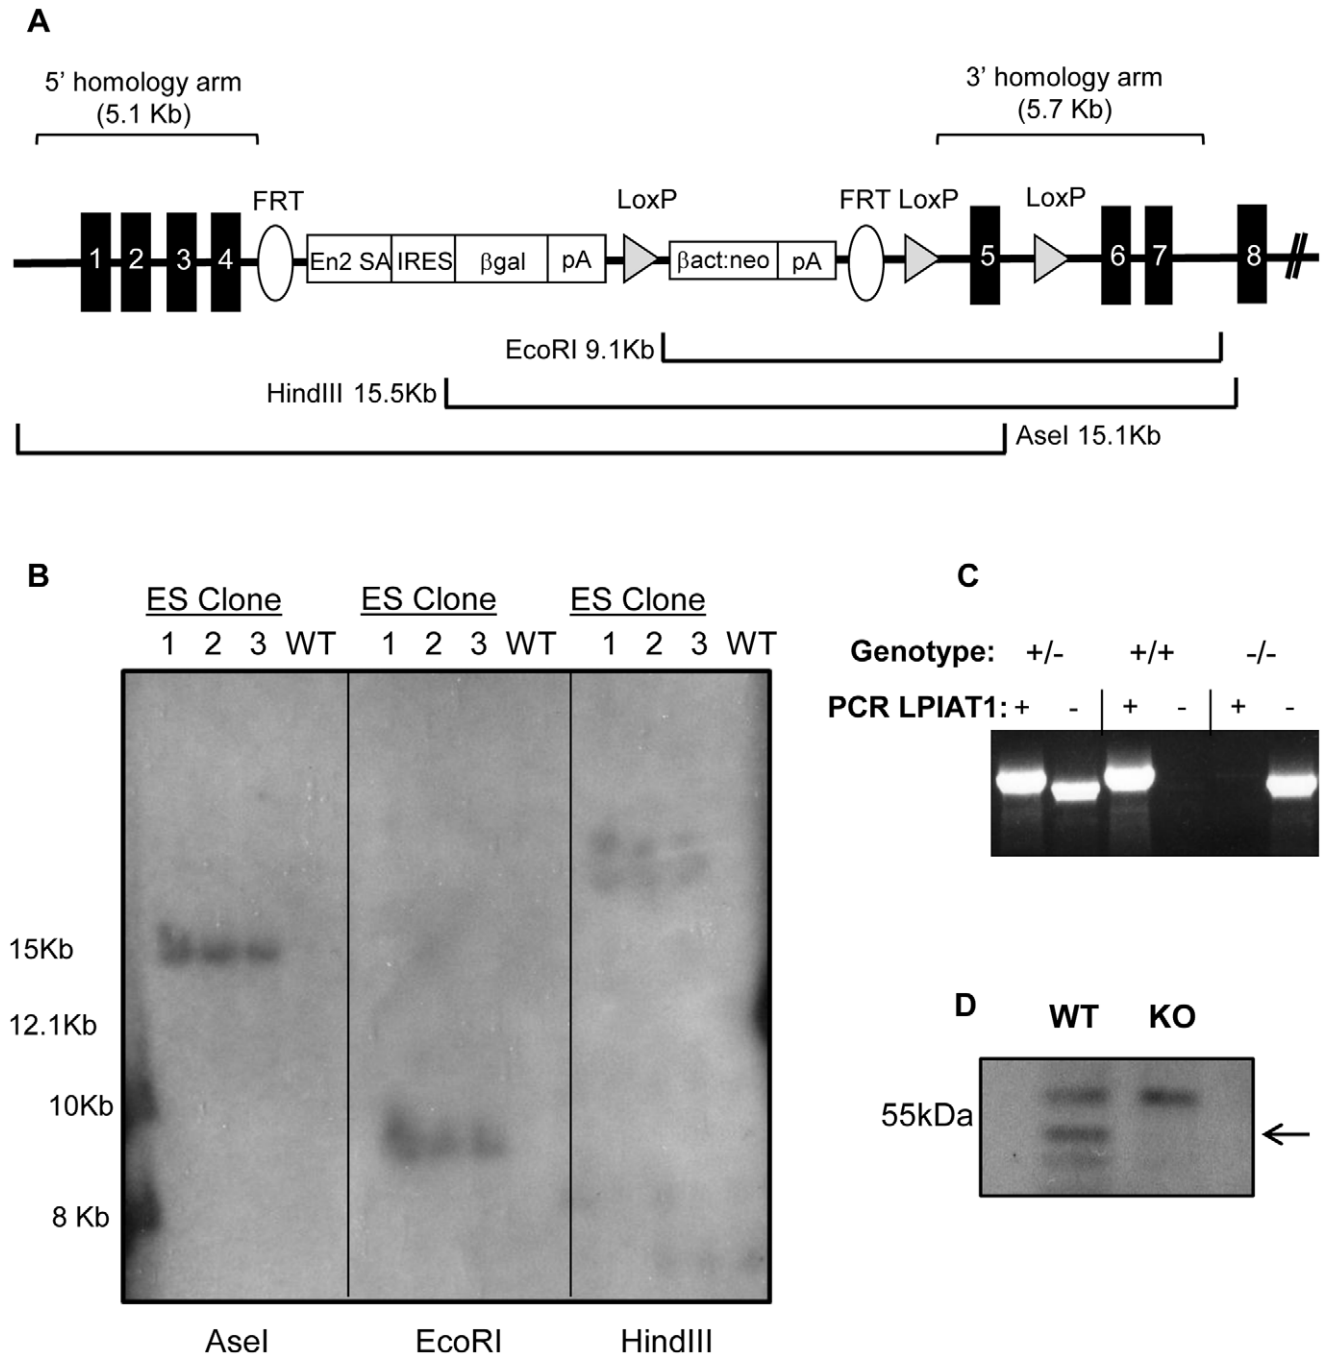 A
5’ homology arm
(5.1 Kb)
3’ homology arm
(5.7 Kb)
FRT
LoxP
FRT LoxP
LoxP
1 2 3 4
En2 SA IRES βgal pA
βact:neo pA
5
6 7
8
EcoRI 9.1Kb
HindIII 15.5Kb
AseI 15.1Kb
B
ES Clone ES Clone ES Clone
1 2 3 WT 1 2 3 WT 1 2 3 WT
15Kb
12.1Kb
10Kb
8 Kb
AseI EcoRI HindIII
C
Genotype: +/- +/+ -/-
PCR LPIAT1: + - + - + -
D
WT KO
55kDa